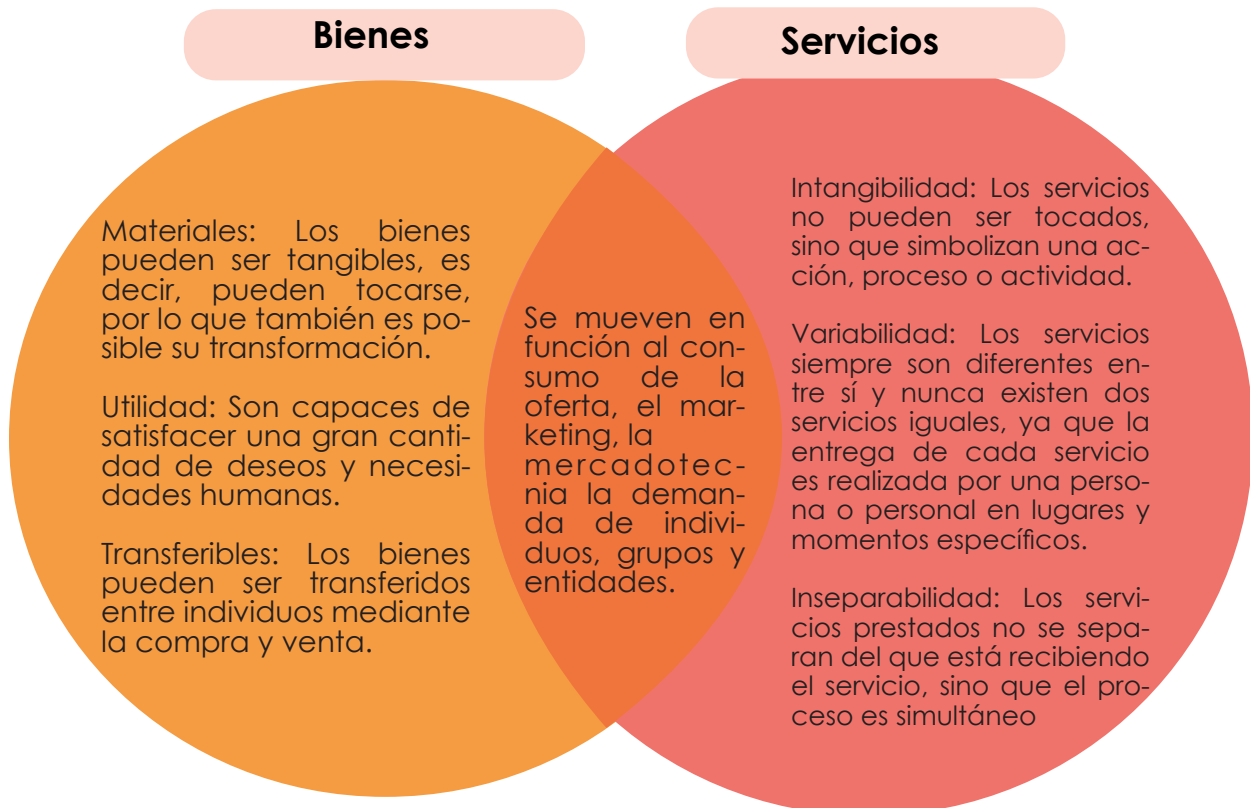 Bienes
Materiales: Los bienes
pueden ser tangibles, es
decir, pueden tocarse,
por lo que también es po-
sible su transformación.
Utilidad: Son capaces de
satisfacer una gran canti-
dad de deseos y necesi-
dades humanas.
Transferibles: Los bienes
pueden ser transferidos
entre individuos mediante
la compra y venta.
Se mueven en
función al con-
sumo de la
oferta, el mar-
keting, la
mercadotec-
nia la deman-
da de indivi-
duos, grupos y
entidades.
Servicios
Intangibilidad: Los servicios
no pueden ser tocados,
sino que simbolizan una ac-
ción, proceso o actividad.
Variabilidad: Los servicios
siempre son diferentes en-
tre sí y nunca existen dos
servicios iguales, ya que la
entrega de cada servicio
es realizada por una perso-
na o personal en lugares y
momentos específicos.
Inseparabilidad: Los servi-
cios prestados no se sepa-
ran del que está recibiendo
el servicio, sino que el pro-
ceso es simultáneo